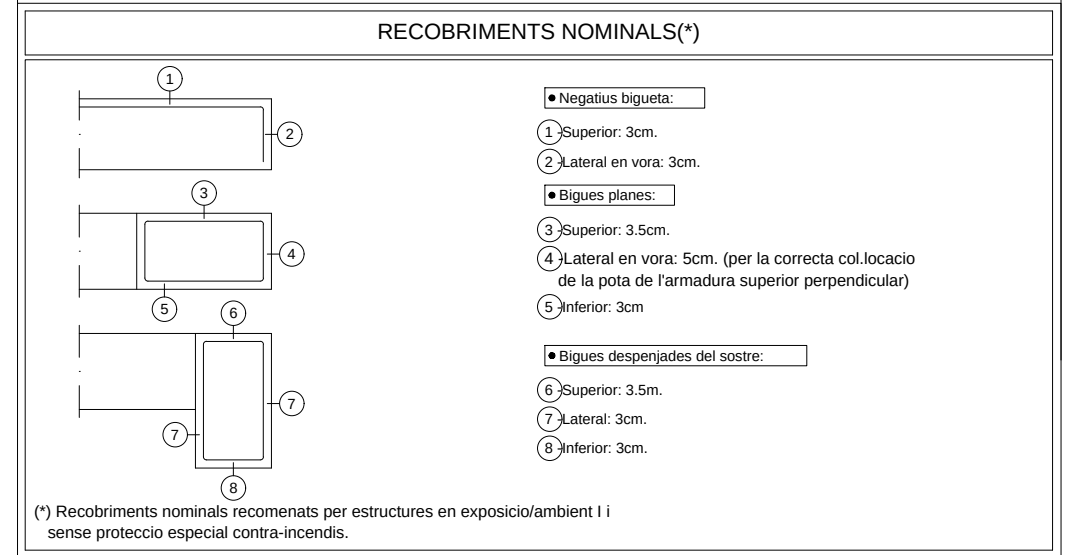 RECOBRIMENTS NOMINALS(*)
1
2
3
4
5
6
7
7
8
• Negatius bigueta:
1 -Superior: 3cm.
2 -Lateral en vora: 3cm.
• Bigues planes:
3 -Superior: 3.5cm.
4 -Lateral en vora: 5cm. (per la correcta col.locacio
de la pota de l'armadura superior perpendicular)
5 -Inferior: 3cm
• Bigues despenjades del sostre:
6 -Superior: 3.5m.
7 -Lateral: 3cm.
8 -Inferior: 3cm.
(*) Recobriments nominals recomenats per estructures en exposicio/ambient I i
sense proteccio especial contra-incendis.